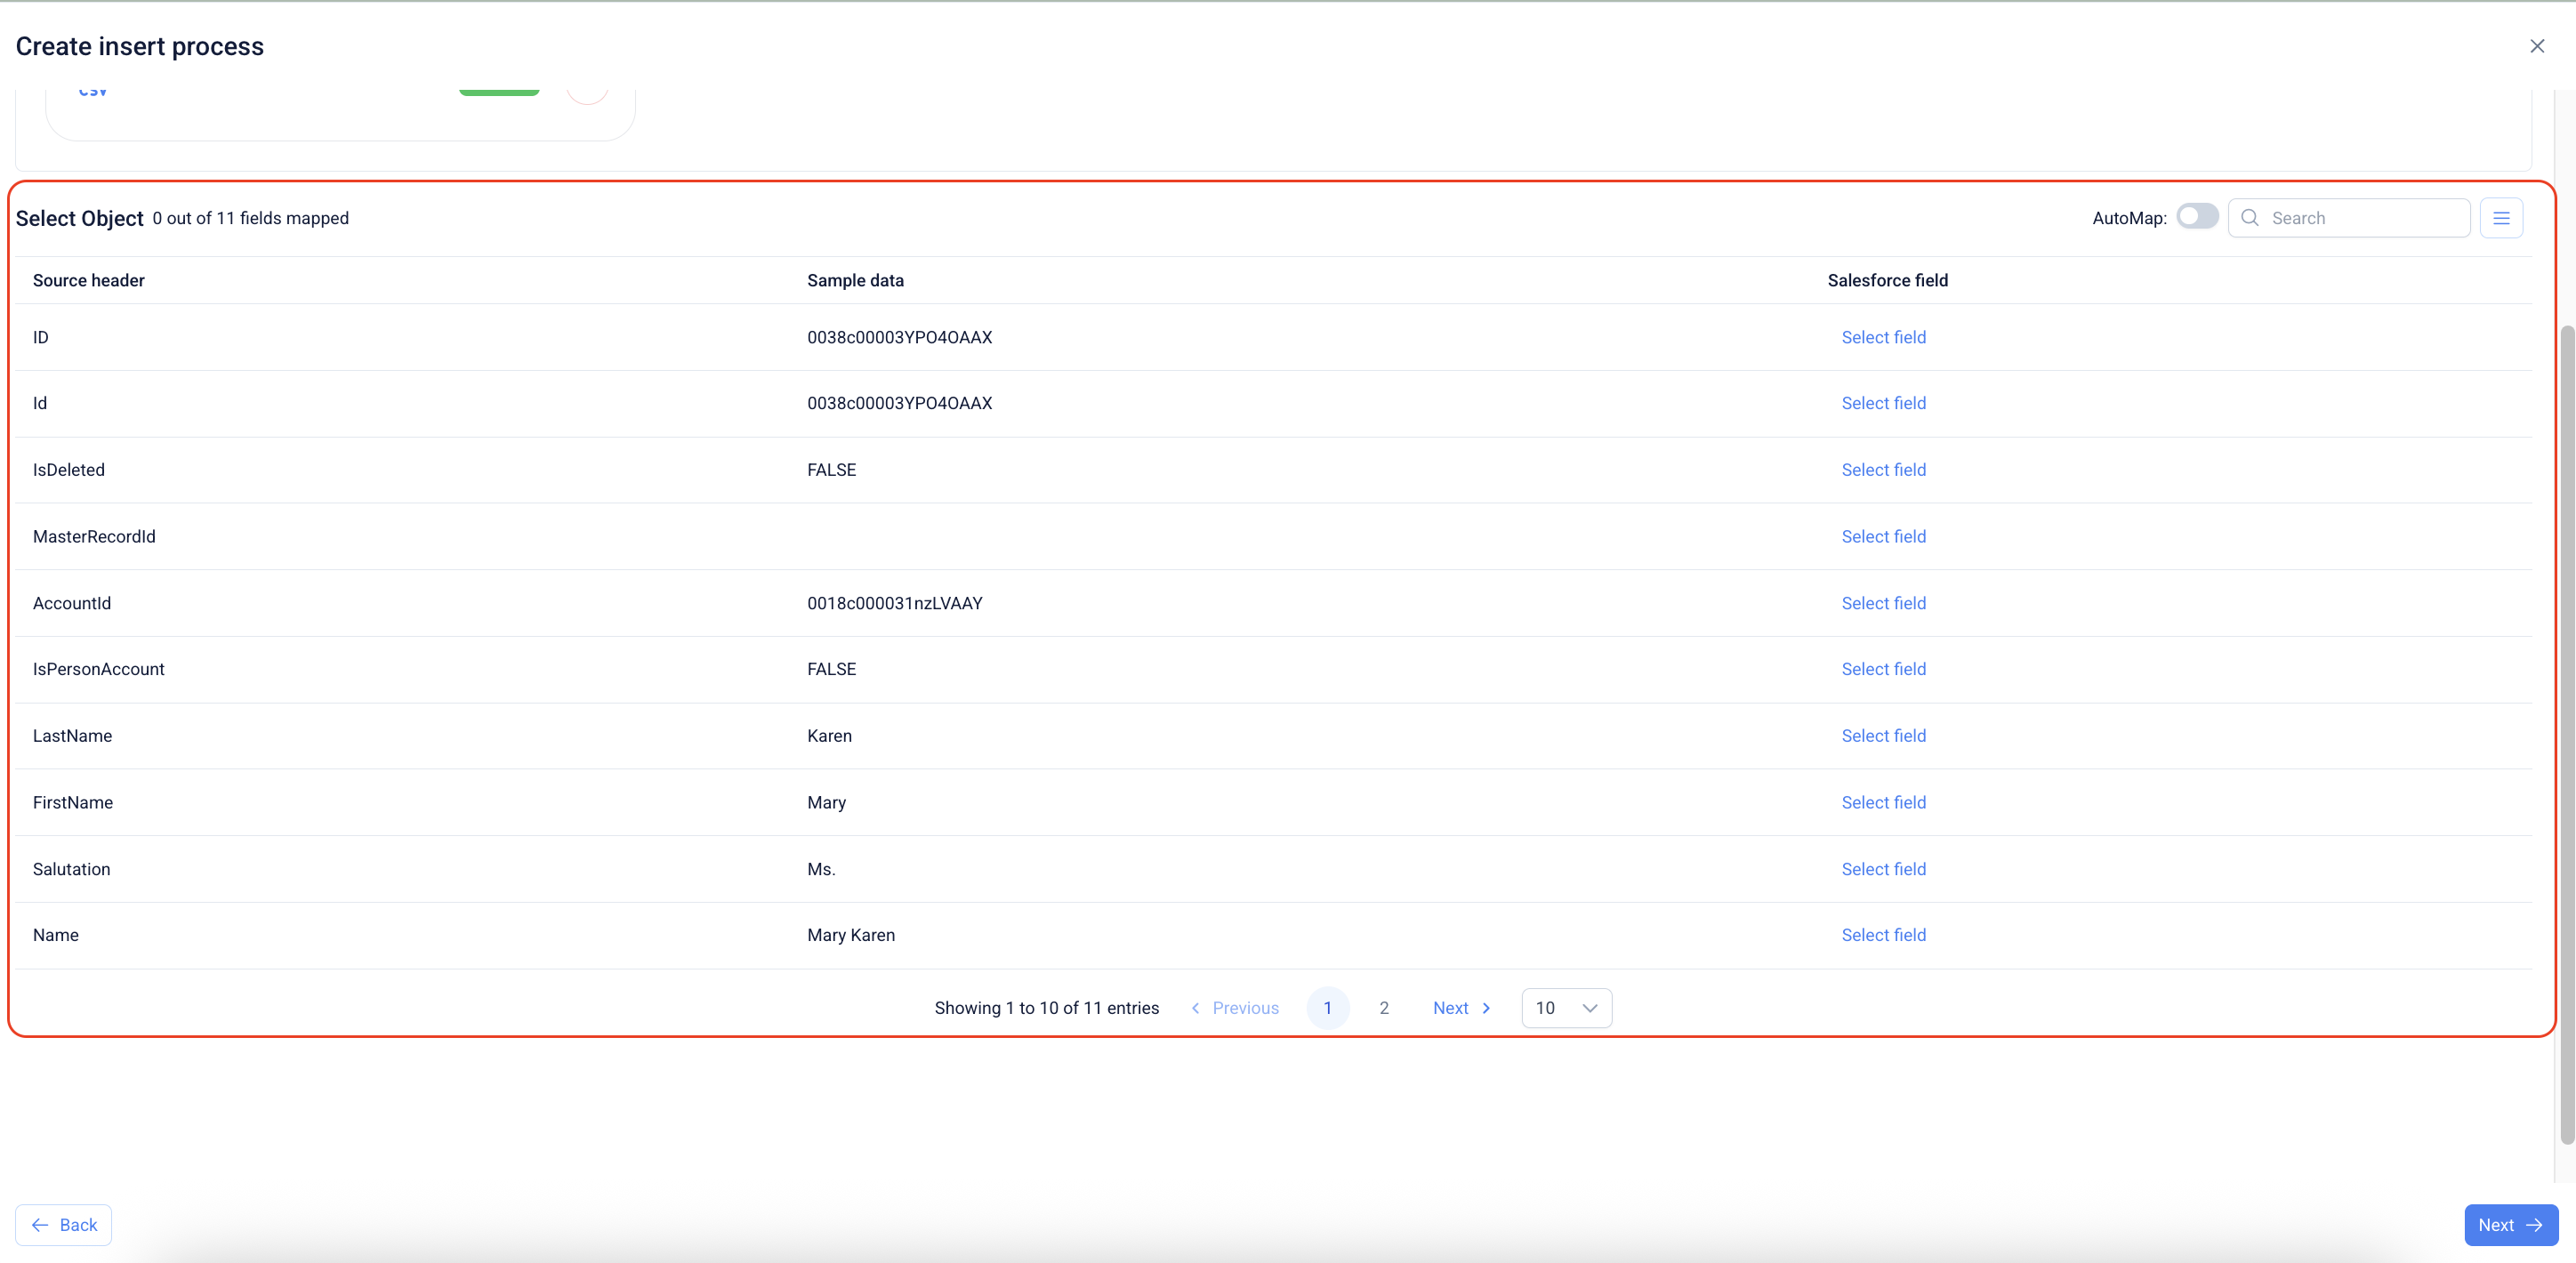 Create insert process
csv
Select Object 0 out of 11 fields mapped AutoMap: Search
Source header Sample data Salesforce field
ID 0038c00003YPO4OAAX Select field
Id 0038c00003YPO4OAAX Select field
IsDeleted FALSE Select field
MasterRecordId Select field
AccountId 0018c000031nzLVAAY Select field
IsPersonAccount FALSE Select field
LastName Karen Select field
FirstName Mary Select field
Salutation Ms. Select field
Name Mary Karen Select field
Showing 1 to 10 of 11 entries Previous 1 2 Next 10
Back Next